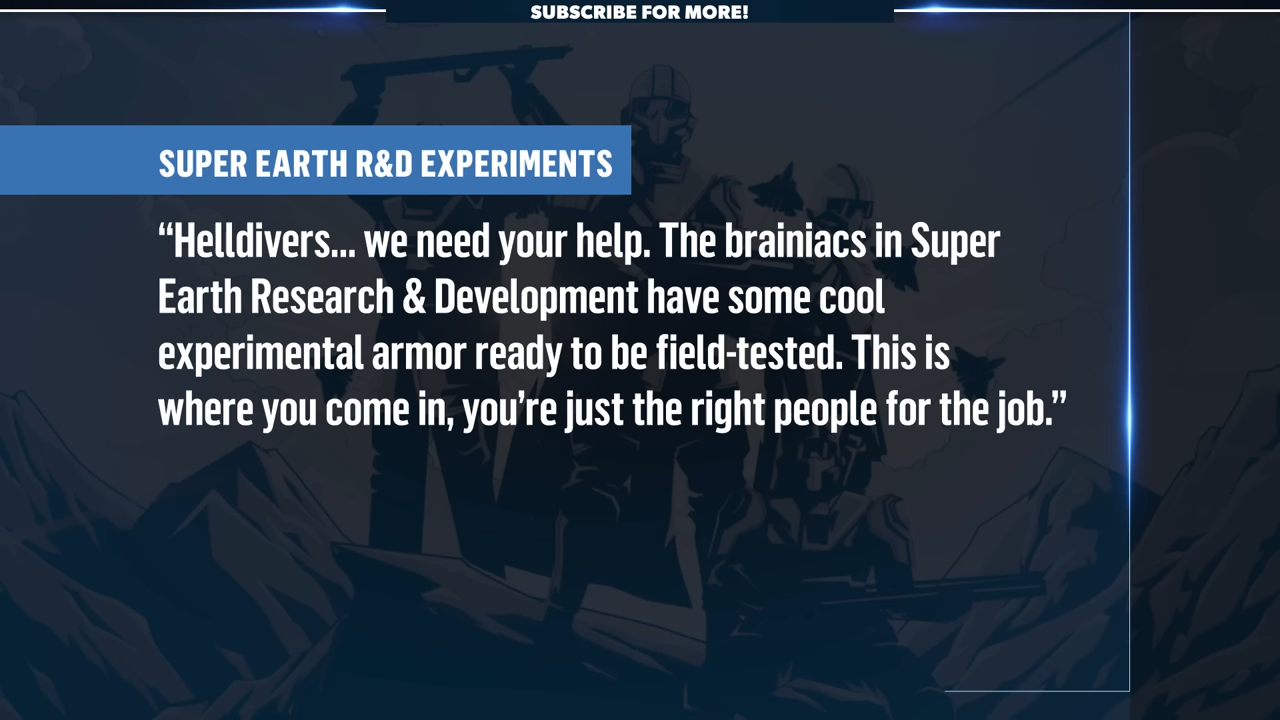 SUBSCRIBE FOR MORE!
SUPER EARTH R&D EXPERIMENTS
“Helldivers... we need your help. The brainiacs in Super
Earth Research & Development have some cool
experimental armor ready to be field-tested. This is
where you come in, you’re just the right people for the job.”